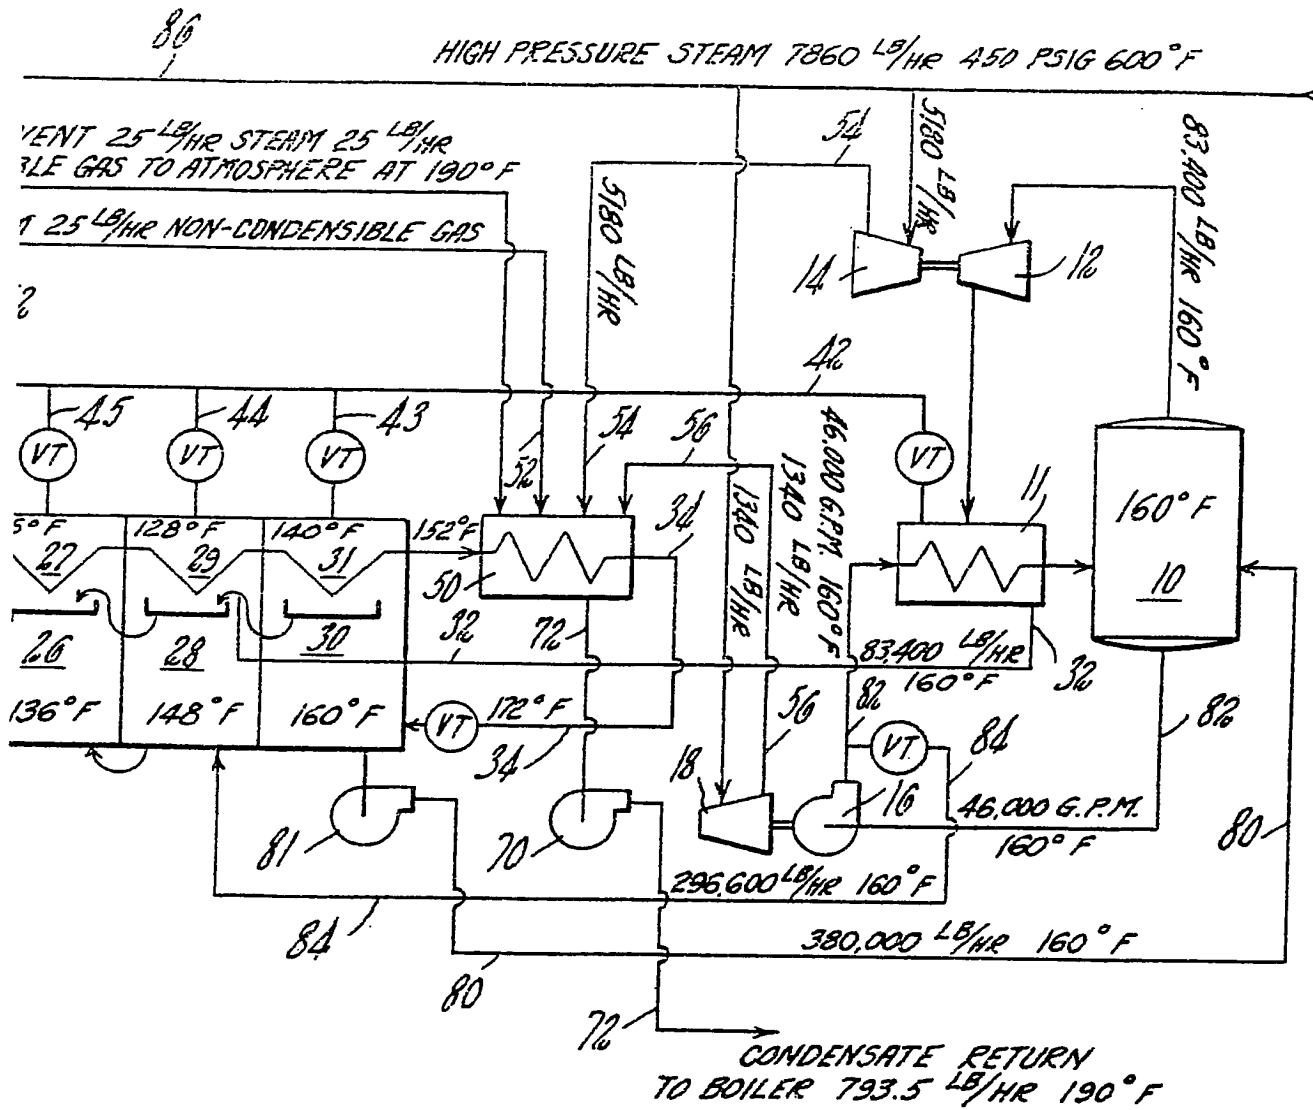 86
HIGH PRESSURE STEAM 7860 LB/HR 450 PSIG 600°F
VENT 25 LB/HR STEAM 25 LB/HR
BLE GAS TO ATMOSPHERE AT 190°F
25 LB/HR NON-CONDENSIBLE GAS
54
5180 LB/HR
5180 LB/HR
83,400 LB/HR 160°F
14
12
42
45
44
43
VT
VT
VT
VT
52
54
56
46,000 G.P.M. 160°F
1340 LB/HR
1340 LB/HR
5°F
128°F
140°F
152°F
27
29
31
50
34
11
160°F
10
26
28
30
32
72
83,400 LB/HR
160°F
32
136°F
148°F
160°F
VT
172°F
34
56
82
VT
84
82
18
16
46,000 G.P.M.
160°F
81
70
80
296,600 LB/HR 160°F
84
380,000 LB/HR 160°F
80
72
CONDENSATE RETURN
TO BOILER 793.5 LB/HR 190°F